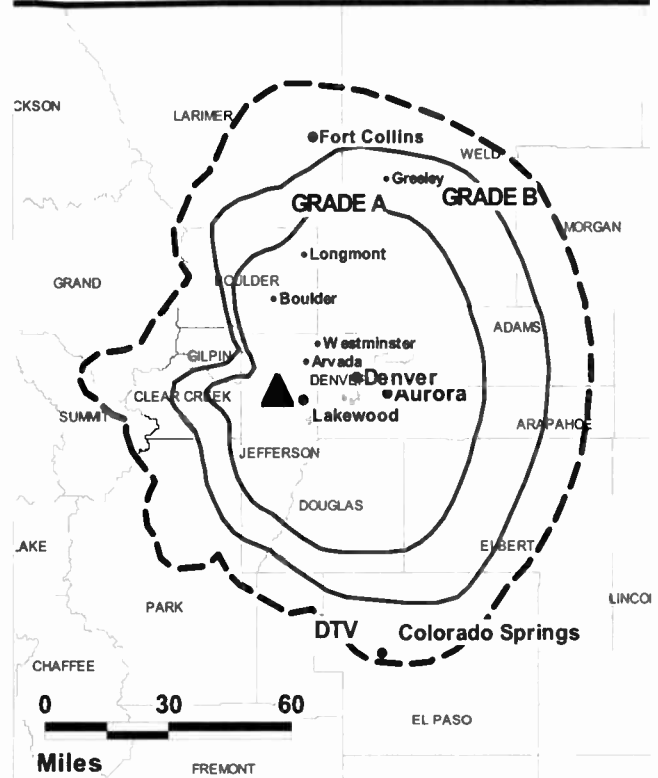 CKSON
LARIMER
Fort Collins
WELD
Greeley
GRADE A
GRADE B
MORGAN
Longmont
GRAND
BOULDER
Boulder
ADAMS
Westminster
GILPIN
Arvada
DENVER
Denver
CLEAR CREEK
Aurora
SUMMIT
Lakewood
ARAPAHOE
JEFFERSON
DOUGLAS
LAKE
ELBERT
LINCOL
PARK
DTV
Colorado Springs
CHAFFEE
0 30 60
EL PASO
Miles
FREMONT